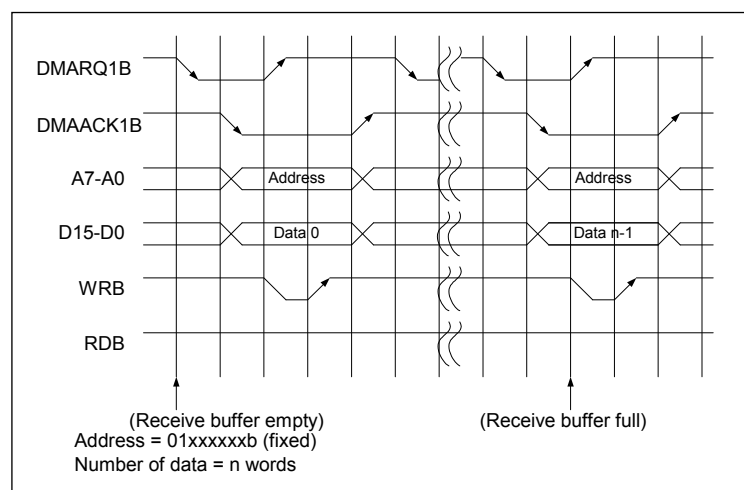 DMARQ1B
DMAACK1B
A7-A0 Address Address
D15-D0 Data 0 Data n-1
WRB
RDB
(Receive buffer empty) (Receive buffer full)
Address = 01xxxxxxb (fixed)
Number of data = n words